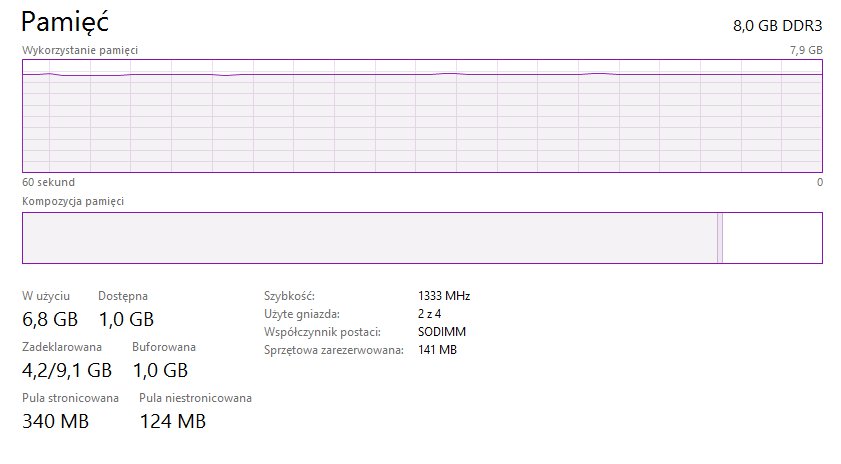 Pamięć
8,0 GB DDR3
Wykorzystanie pamięci
7,9 GB
60 sekund
0
Kompozycja pamięci
W użyciu
Dostępna
6,8 GB
1,0 GB
Zadeklarowana
Buforowana
4,2/9,1 GB
1,0 GB
Pula stronicowana
Pula niestronicowana
340 MB
124 MB
Szybkość:
1333 MHz
Użyte gniazda:
2 z 4
Współczynnik postaci:
SODIMM
Sprzętowa zarezerwowana:
141 MB